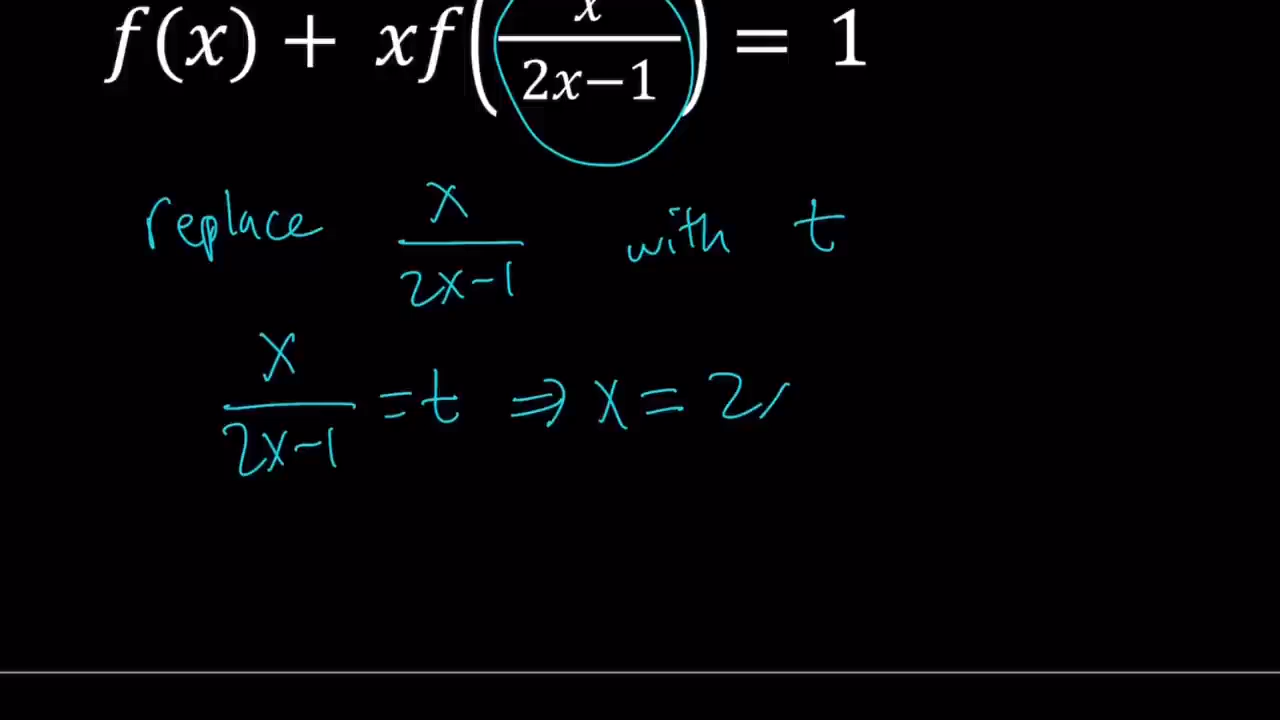 f(x) + xf(x/2x−1) = 1
replace x/2x-1 with t
x/2x-1 = t ⇒ x = 2